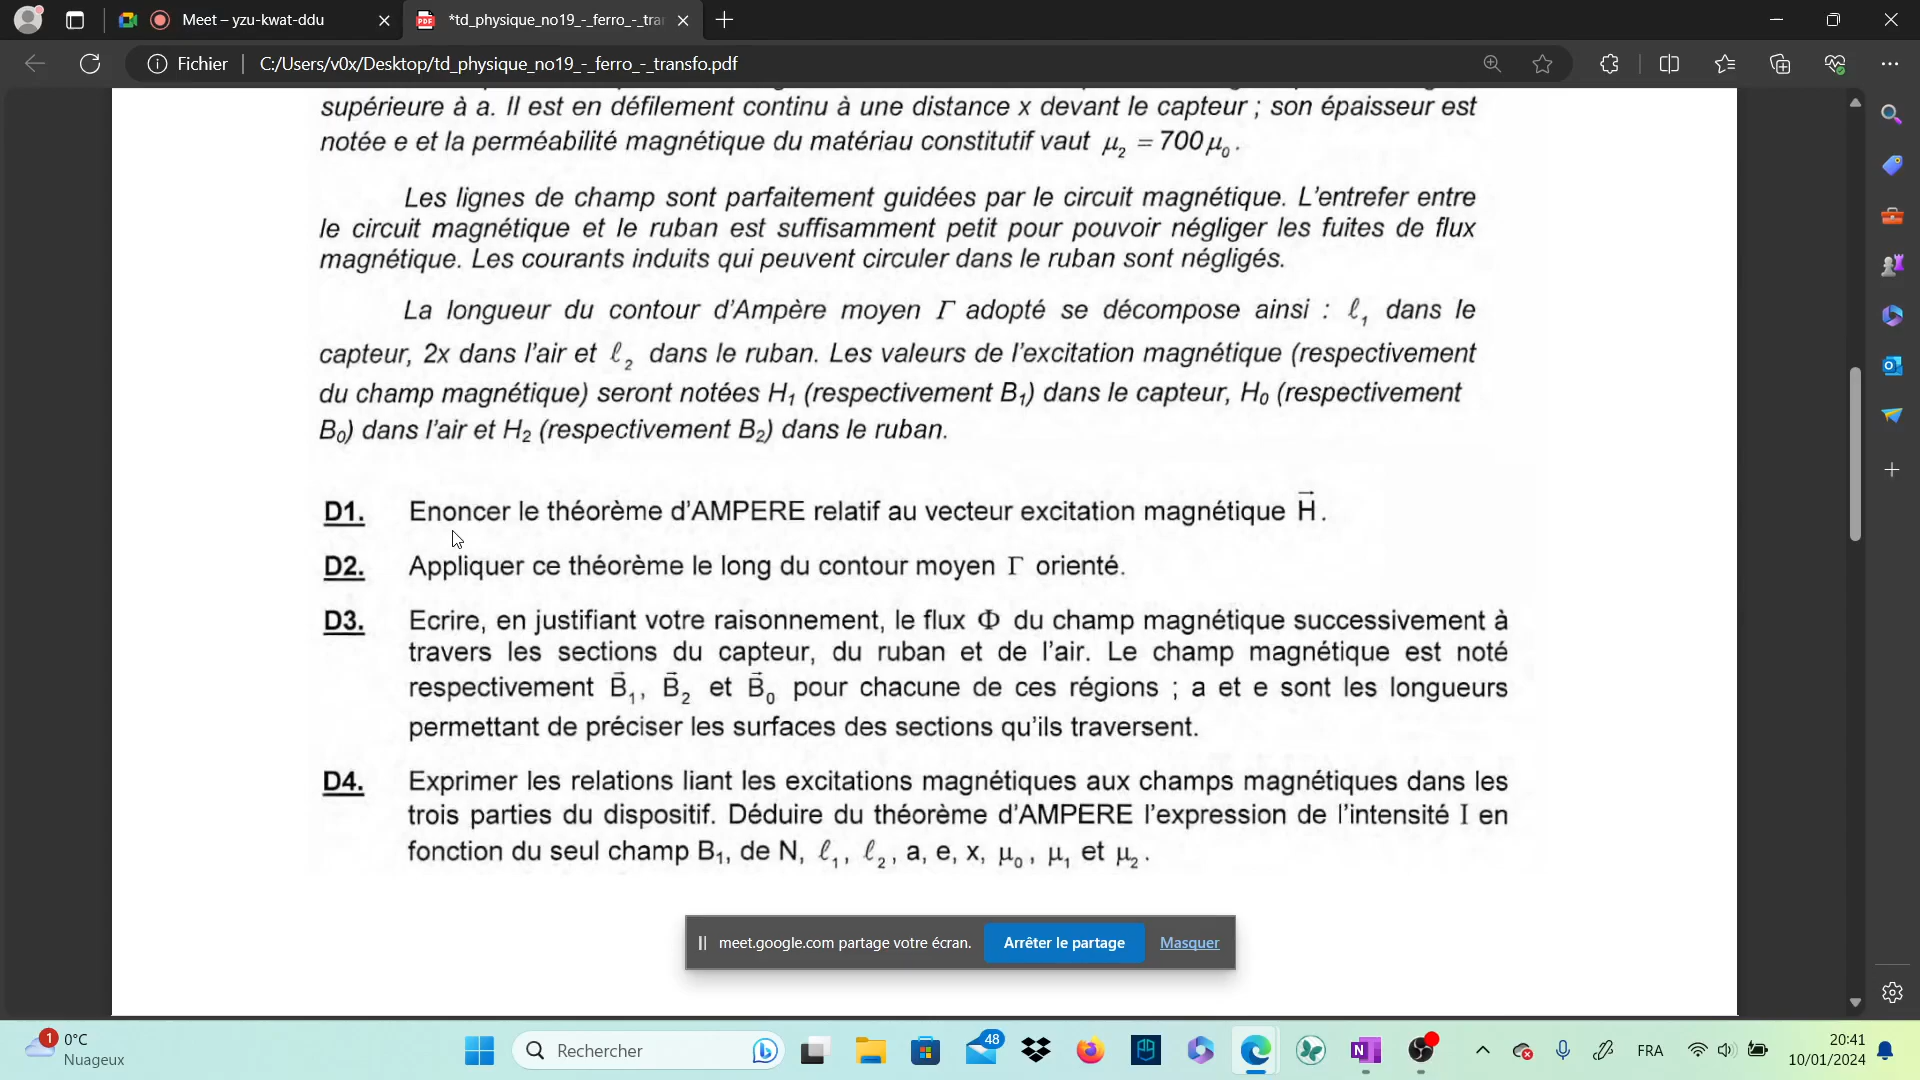 Meet – yzu-kwat-ddu
*td_physique_no19_-_ferro_-_tra
Fichier
C:/Users/v0x/Desktop/td_physique_no19_-_ferro_-_transfo.pdf
supérieure à a. Il est en défilement continu à une distance x devant le capteur ; son épaisseur est
notée e et la perméabilité magnétique du matériau constitutif vaut μ₂ = 700 μ₀.
Les lignes de champ sont parfaitement guidées par le circuit magnétique. L'entrefer entre
le circuit magnétique et le ruban est suffisamment petit pour pouvoir négliger les fuites de flux
magnétique. Les courants induits qui peuvent circuler dans le ruban sont négligés.
La longueur du contour d'Ampère moyen Γ adopté se décompose ainsi : ℓ₁ dans le
capteur, 2x dans l'air et ℓ₂ dans le ruban. Les valeurs de l'excitation magnétique (respectivement
du champ magnétique) seront notées H₁ (respectivement B₁) dans le capteur, H₀ (respectivement
B₀) dans l'air et H₂ (respectivement B₂) dans le ruban.
D1. Enoncer le théorème d'AMPERE relatif au vecteur excitation magnétique H⃗.
D2. Appliquer ce théorème le long du contour moyen Γ orienté.
D3. Ecrire, en justifiant votre raisonnement, le flux Φ du champ magnétique successivement à
travers les sections du capteur, du ruban et de l'air. Le champ magnétique est noté
respectivement B⃗₁, B⃗₂ et B⃗₀ pour chacune de ces régions ; a et e sont les longueurs
permettant de préciser les surfaces des sections qu'ils traversent.
D4. Exprimer les relations liant les excitations magnétiques aux champs magnétiques dans les
trois parties du dispositif. Déduire du théorème d'AMPERE l'expression de l'intensité I en
fonction du seul champ B₁, de N, ℓ₁, ℓ₂, a, e, x, μ₀, μ₁ et μ₂.
meet.google.com partage votre écran.
Arrêter le partage
Masquer
1
0°C
Nuageux
Rechercher
48
FRA
20:41
10/01/2024